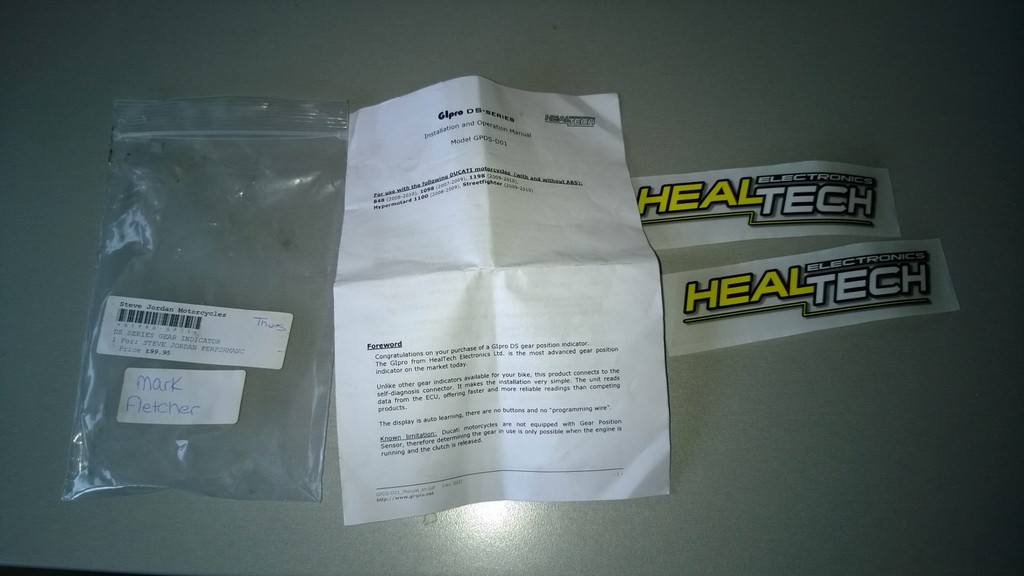 Steve Jordan Motorcycles
Thurs
DS SERIES GEAR INDICATOR
1 For: STEVE JORDAN PERFORMANC
Price £99.95
Mark
Fletcher
GIpro DS-SERIES
HEALTECH
Installation and Operation Manual
Model GPDS-D01
For use with the following DUCATI motorcycles (with and without ABS):
848 (2008-2010), 1098 (2007-2009), 1198 (2009-2010),
Hypermotard 1100 (2008-2009), Streetfighter (2009-2010)
Foreword
Congratulations on your purchase of a GIpro DS gear position indicator.
The GIpro from HealTech Electronics Ltd. is the most advanced gear position
indicator on the market today.
Unlike other gear indicators available for your bike, this product connects to the
self-diagnosis connector. It makes the installation very simple. The unit reads
data from the ECU, offering faster and more reliable readings than competing
products.
The display is auto learning, there are no buttons and no "programming wire".
Known limitation: Ducati motorcycles are not equipped with Gear Position
Sensor, therefore determining the gear in use is only possible when the engine is
running and the clutch is released.
- 1 -
GPDS-D01_Manual_en.pdf
http://www.gipro.net
HEALTECH
ELECTRONICS
HEALTECH
ELECTRONICS